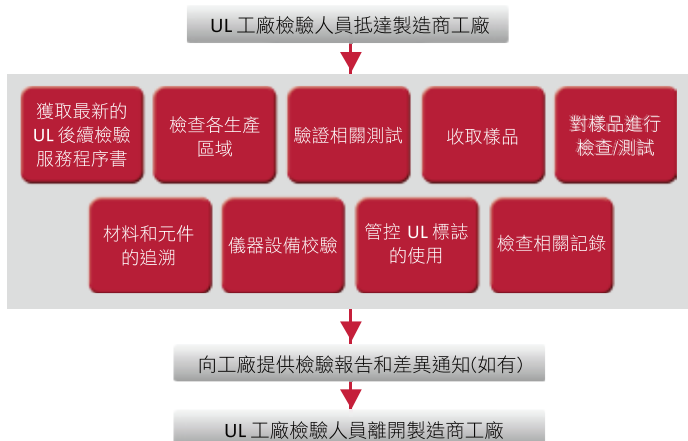 UL 工廠檢驗人員抵達製造商工廠
獲取最新的
UL 後續檢驗
服務程序書
檢查各生產
區域
驗證相關測試
收取樣品
對樣品進行
檢查/測試
材料和元件
的追溯
儀器設備校驗
管控 UL 標誌
的使用
檢查相關記錄
向工廠提供檢驗報告和差異通知(如有)
UL 工廠檢驗人員離開製造商工廠